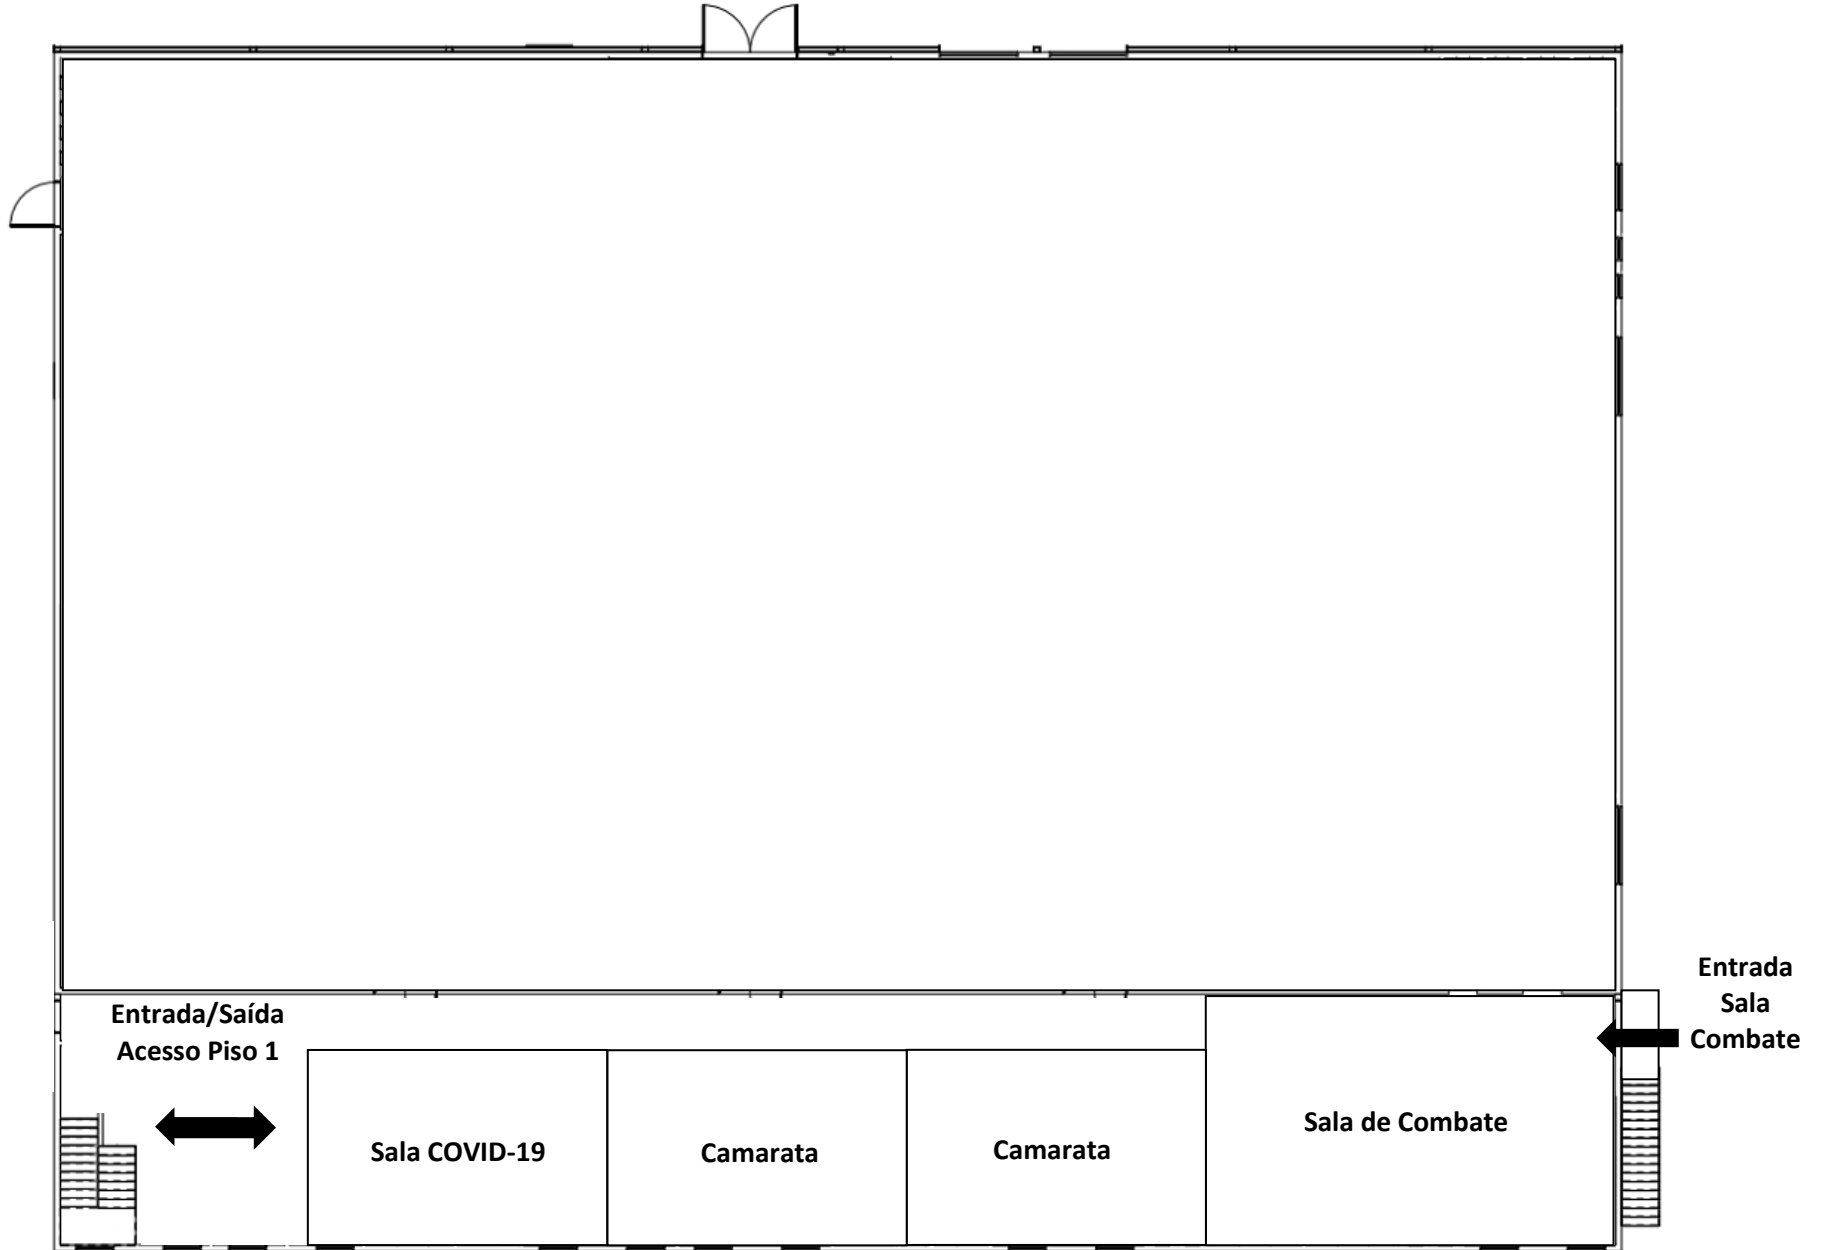 Entrada
Sala
Combate
Entrada/Saída
Acesso Piso 1
Sala COVID-19
Camarata
Camarata
Sala de Combate